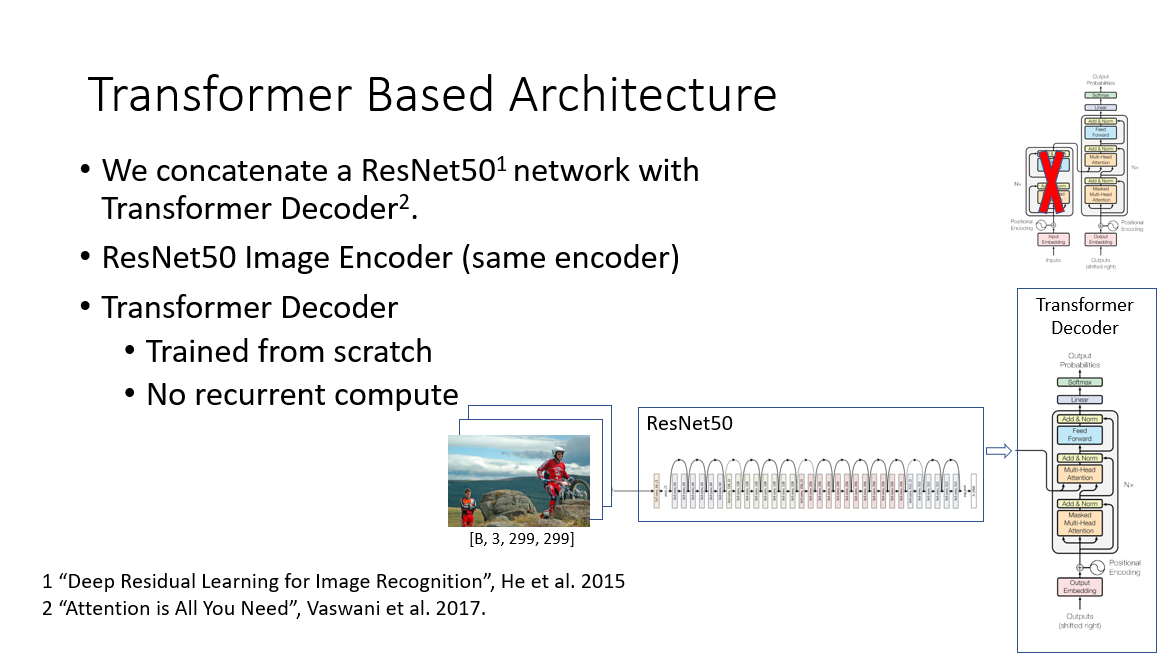 Transformer Based Architecture
• We concatenate a ResNet50¹ network with
Transformer Decoder².
• ResNet50 Image Encoder (same encoder)
• Transformer Decoder
• Trained from scratch
• No recurrent compute
[B, 3, 299, 299]
ResNet50
1 “Deep Residual Learning for Image Recognition”, He et al. 2015
2 “Attention is All You Need”, Vaswani et al. 2017.
Output
Probabilities
Softmax
Linear
Add & Norm
Feed
Forward
Add & Norm
Multi-Head
Attention
Add & Norm
Masked
Multi-Head
Attention
Nx
Nx
Positional
Encoding
Positional
Encoding
Input
Embedding
Output
Embedding
Inputs
Outputs
(shifted right)
Transformer
Decoder
Output
Probabilities
Softmax
Linear
Add & Norm
Feed
Forward
Add & Norm
Multi-Head
Attention
Nx
Add & Norm
Masked
Multi-Head
Attention
Positional
Encoding
Output
Embedding
Outputs
(shifted right)